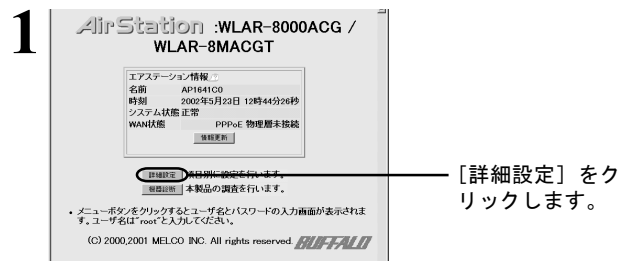 1
AirStation :WLAR-8000ACG /
WLAR-8MACGT
エアステーション情報
名前 AP1641C0
時刻 2002年5月23日 12時44分26秒
システム状態 正常
WAN状態 PPPoE 物理層未接続
情報更新
詳細設定 項目別に設定を行います。
機器診断 本製品の調査を行います。
・メニューボタンをクリックするとユーザ名とパスワードの入力画面が表示されま
す。ユーザ名は"root"と入力してください。
(C) 2000,2001 MELCO INC. All rights reserved. BUFFALO
［詳細設定］をク
リックします。